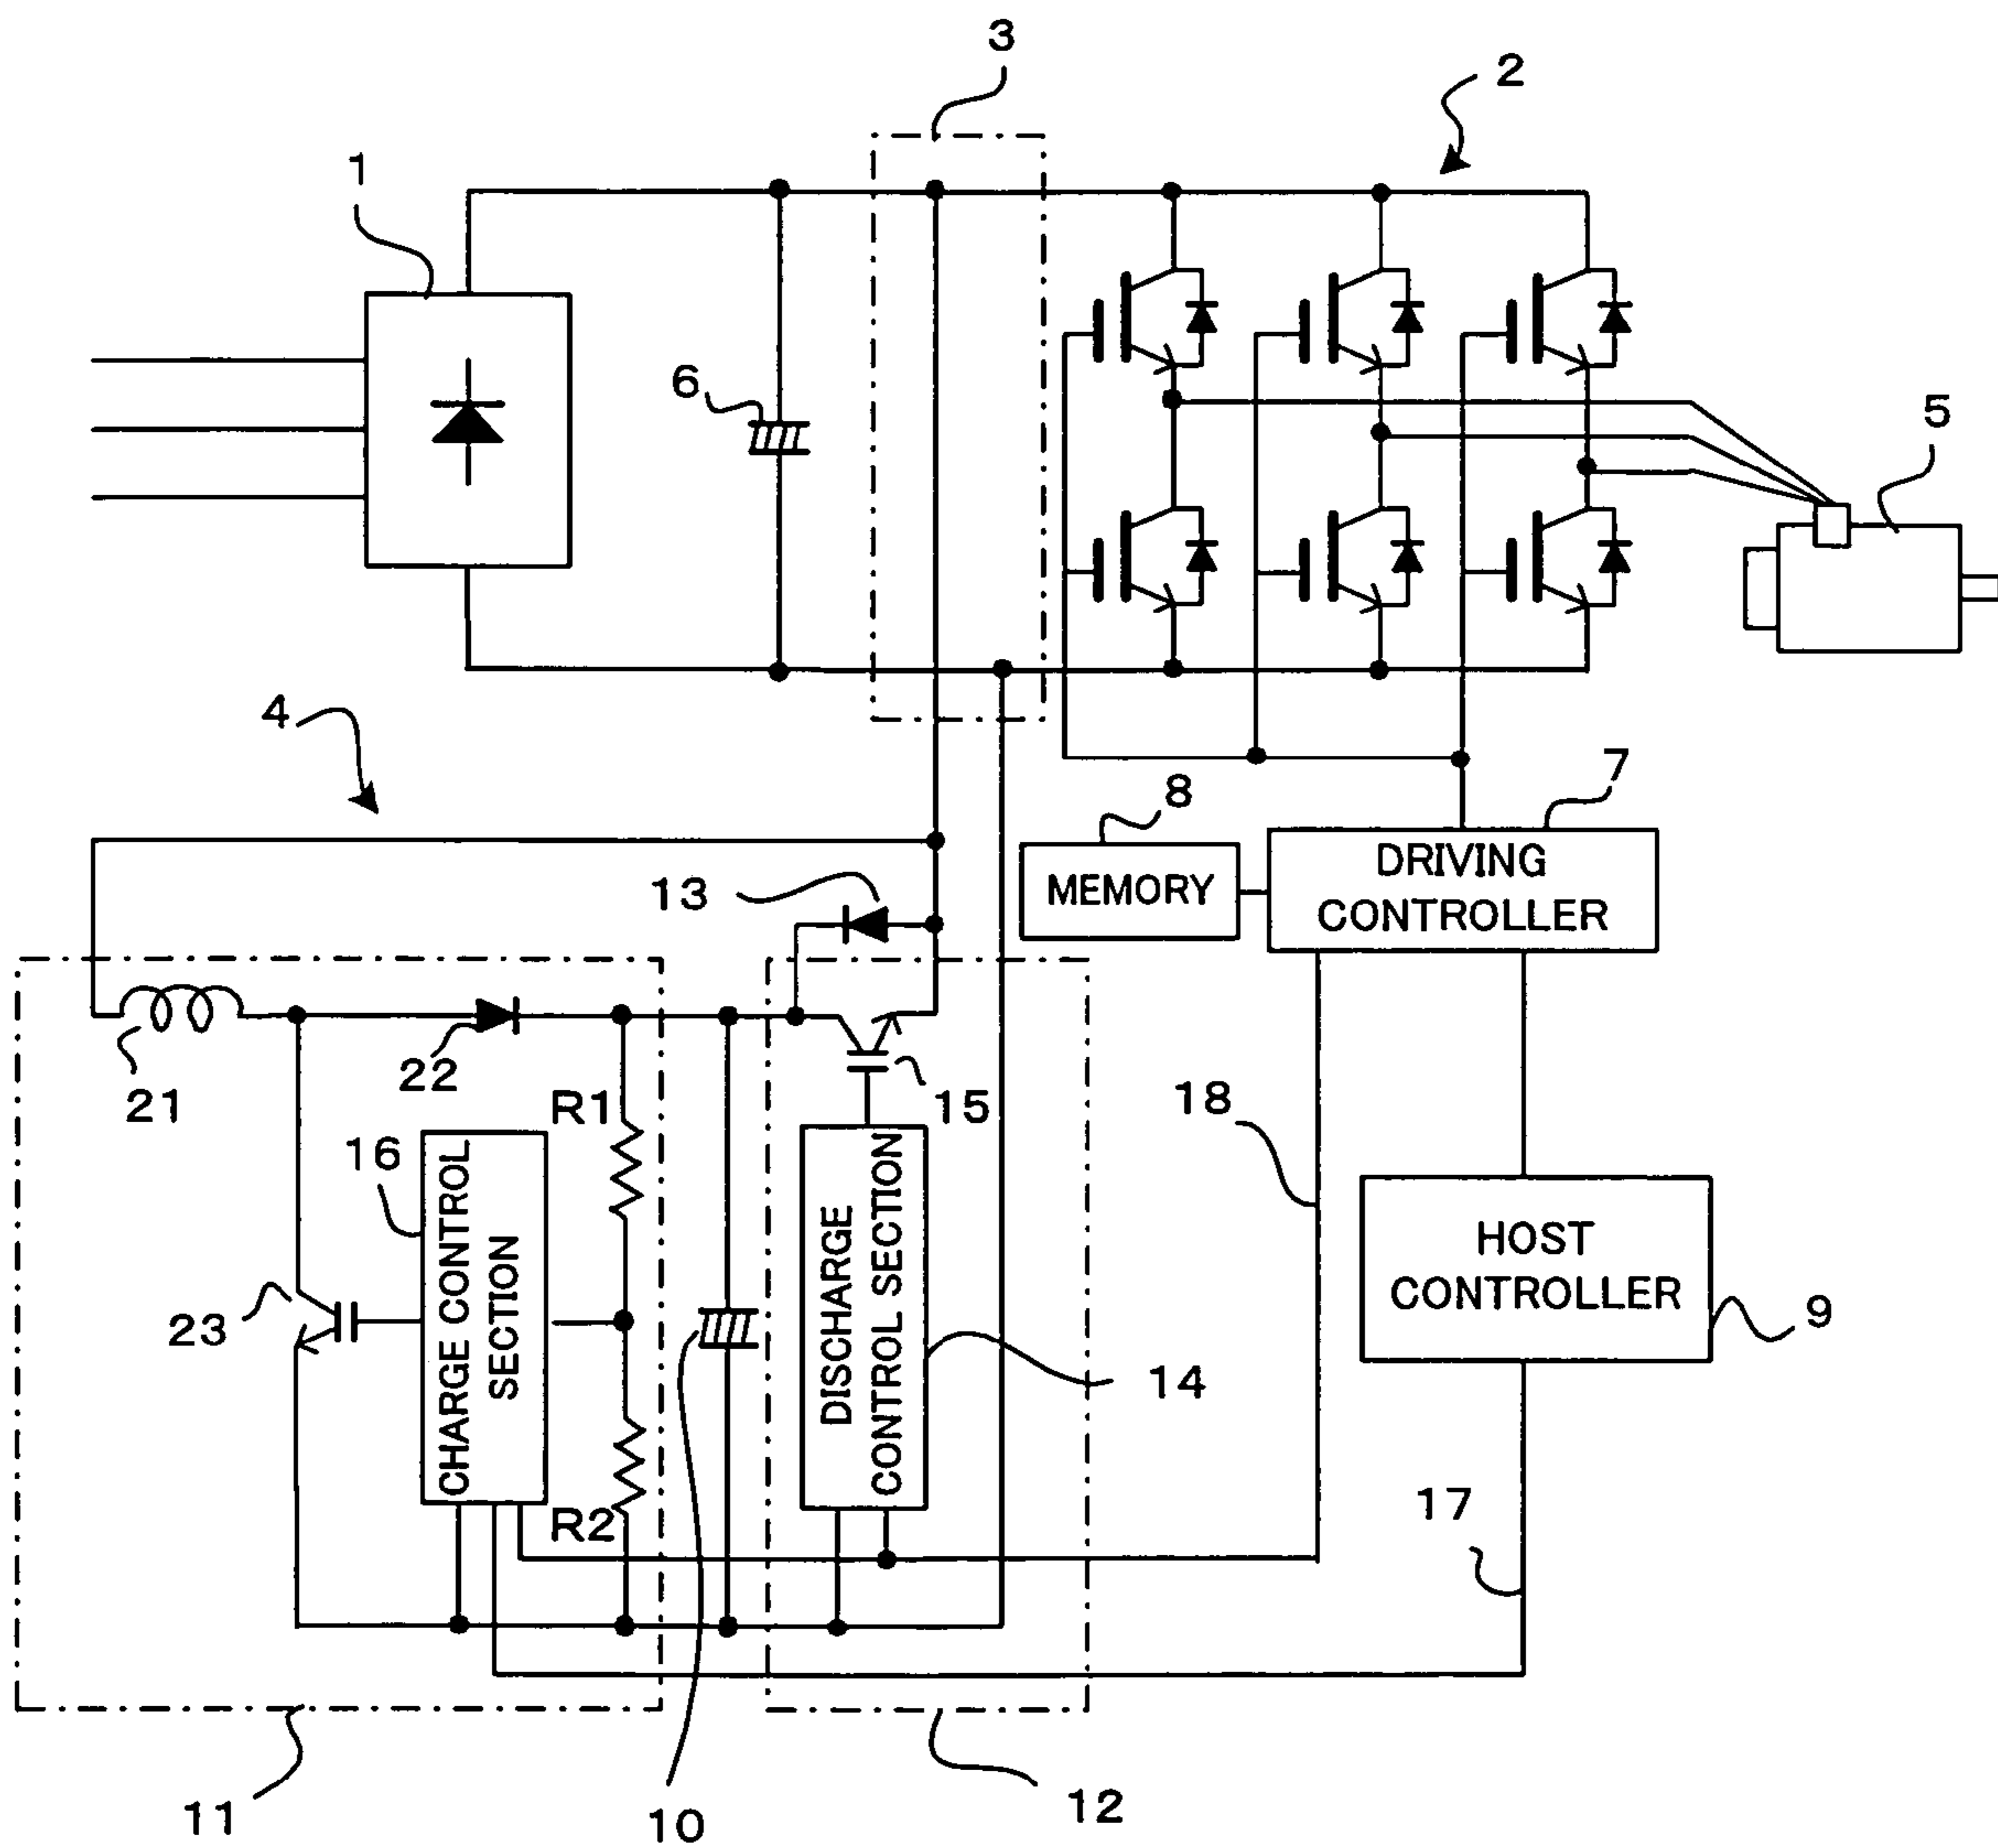 3
2
1
6
5
4
7
8
DRIVING
CONTROLLER
MEMORY
13
22
21
R1
15
18
16
CHARGE CONTROL
SECTION
DISCHARGE
CONTROL SECTION
HOST
CONTROLLER
23
9
14
R2
17
11
10
12